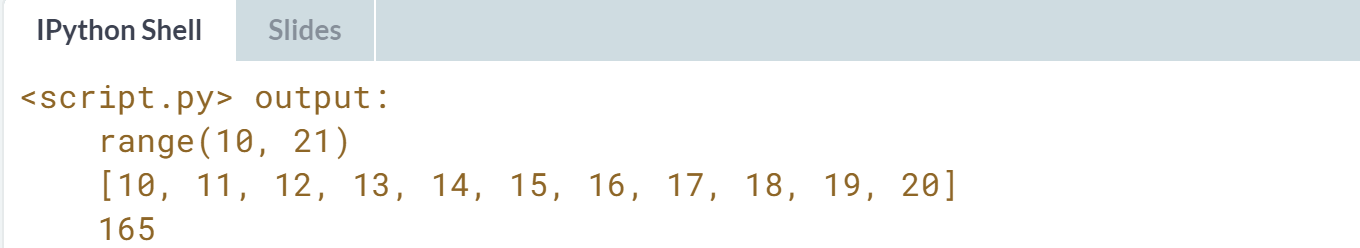 IPython Shell
Slides
<script.py> output:
range(10, 21)
[10, 11, 12, 13, 14, 15, 16, 17, 18, 19, 20]
165